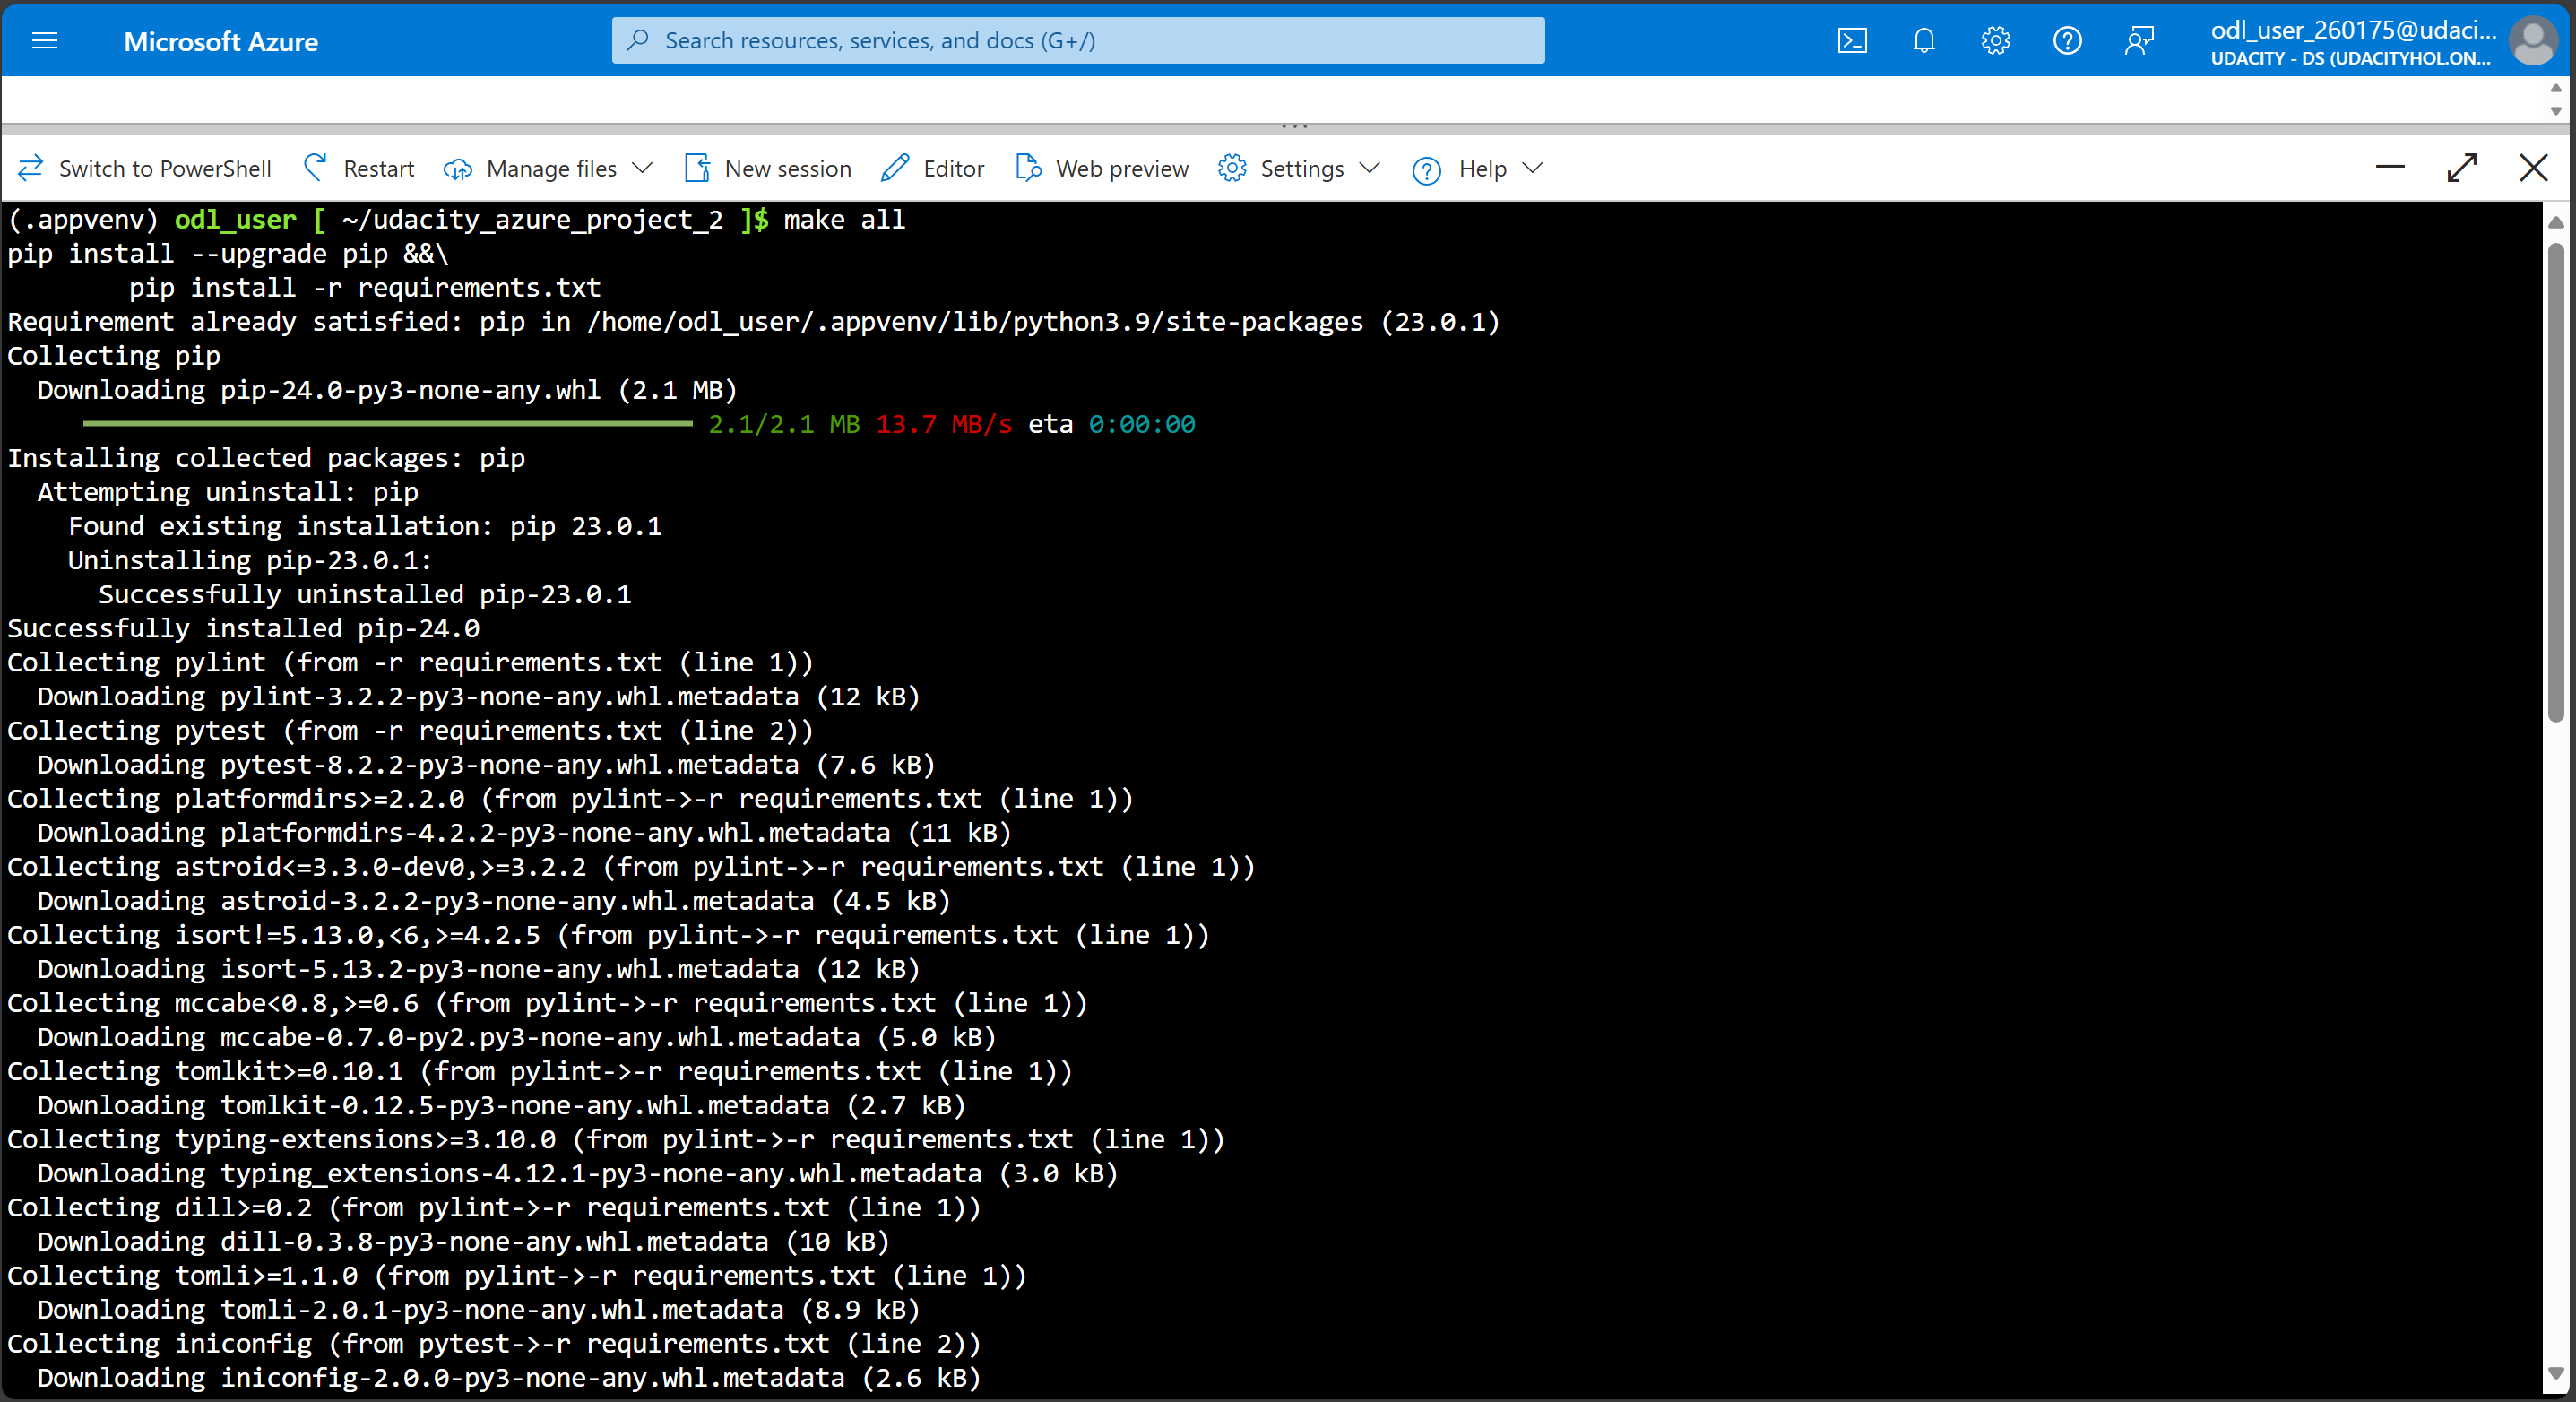 Microsoft Azure
Search resources, services, and docs (G+/)
odl_user_260175@udaci...
UDACITY - DS (UDACITYHOL.ON...
Switch to PowerShell Restart Manage files New session Editor Web preview Settings Help
(.appvenv) odl_user [ ~/udacity_azure_project_2 ]$ make all
pip install --upgrade pip &&\
pip install -r requirements.txt
Requirement already satisfied: pip in /home/odl_user/.appvenv/lib/python3.9/site-packages (23.0.1)
Collecting pip
Downloading pip-24.0-py3-none-any.whl (2.1 MB)
2.1/2.1 MB 13.7 MB/s eta 0:00:00
Installing collected packages: pip
Attempting uninstall: pip
Found existing installation: pip 23.0.1
Uninstalling pip-23.0.1:
Successfully uninstalled pip-23.0.1
Successfully installed pip-24.0
Collecting pylint (from -r requirements.txt (line 1))
Downloading pylint-3.2.2-py3-none-any.whl.metadata (12 kB)
Collecting pytest (from -r requirements.txt (line 2))
Downloading pytest-8.2.2-py3-none-any.whl.metadata (7.6 kB)
Collecting platformdirs>=2.2.0 (from pylint->-r requirements.txt (line 1))
Downloading platformdirs-4.2.2-py3-none-any.whl.metadata (11 kB)
Collecting astroid<=3.3.0-dev0,>=3.2.2 (from pylint->-r requirements.txt (line 1))
Downloading astroid-3.2.2-py3-none-any.whl.metadata (4.5 kB)
Collecting isort!=5.13.0,<6,>=4.2.5 (from pylint->-r requirements.txt (line 1))
Downloading isort-5.13.2-py3-none-any.whl.metadata (12 kB)
Collecting mccabe<0.8,>=0.6 (from pylint->-r requirements.txt (line 1))
Downloading mccabe-0.7.0-py2.py3-none-any.whl.metadata (5.0 kB)
Collecting tomlkit>=0.10.1 (from pylint->-r requirements.txt (line 1))
Downloading tomlkit-0.12.5-py3-none-any.whl.metadata (2.7 kB)
Collecting typing-extensions>=3.10.0 (from pylint->-r requirements.txt (line 1))
Downloading typing_extensions-4.12.1-py3-none-any.whl.metadata (3.0 kB)
Collecting dill>=0.2 (from pylint->-r requirements.txt (line 1))
Downloading dill-0.3.8-py3-none-any.whl.metadata (10 kB)
Collecting tomli>=1.1.0 (from pylint->-r requirements.txt (line 1))
Downloading tomli-2.0.1-py3-none-any.whl.metadata (8.9 kB)
Collecting iniconfig (from pytest->-r requirements.txt (line 2))
Downloading iniconfig-2.0.0-py3-none-any.whl.metadata (2.6 kB)